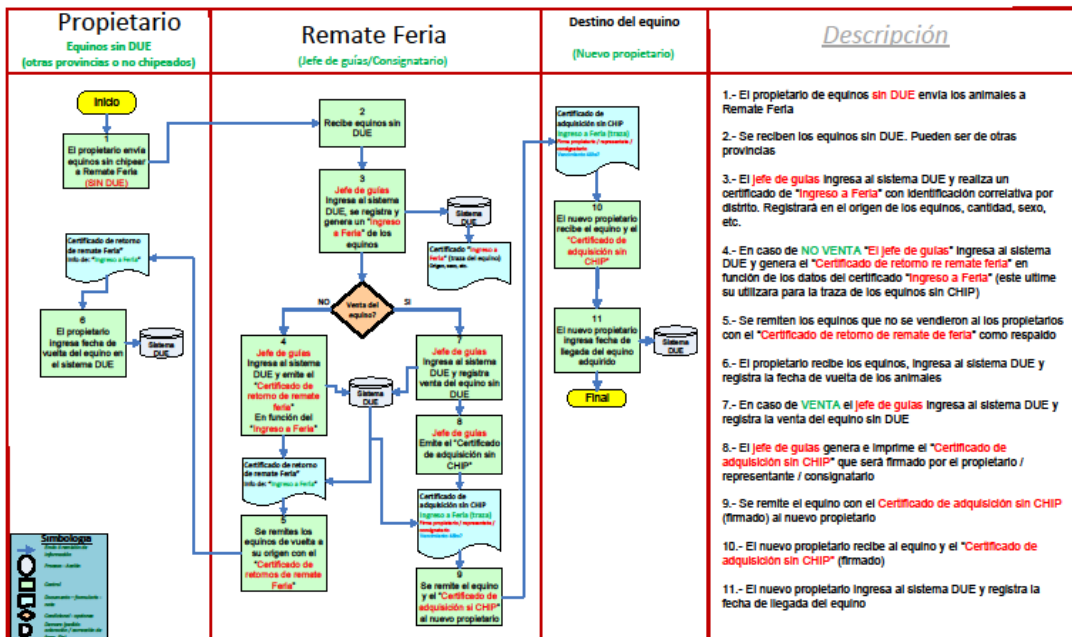 Propietario
Equinos sin DUE
(otras provincias o no chipeados)
Inicio
1
El propietario envía
equinos sin chipear
a Remate Feria
(SIN DUE)
Certificado de retorno
de remate Feria"
Info de: "Ingreso a Feria"
6
El propietario
ingresa fecha de
vuelta del equino en
el sistema DUE
Sistema
DUE
Simbologia
Remate Feria
(Jefe de guías/Consignatario)
2
Recibe equinos sin
DUE
3
Jefe de guías
Ingresa al sistema
DUE, se registra y
genera un "Ingreso
a Feria" de los
equinos
Sistema
DUE
Certificado "Ingreso a
Feria" (traza del equino)
Origen, sexo, etc.
NO
Venta del
equino?
SI
4
Jefe de guías
Ingresa al sistema
DUE y emite el
"Certificado de
retorno de remate
feria"
En función del
"Ingreso a Feria"
Sistema
DUE
7
Jefe de guías
Ingresa al sistema
DUE y registra
venta del equino sin
DUE
8
Jefe de guías
Emite el "Certificado
de adquisición sin
CHIP"
Certificado de retorno
de remate Feria"
Info de: "Ingreso a Feria"
Certificado de
adquisición sin CHIP
Ingreso a Feria (traza)
Firma propietario / representante /
consignatario
5
Se remites los
equinos de vuelta a
su origen con el
"Certificado de
retornos de remate
Feria"
9
Se remite el equino
y el "Certificado de
adquisición si CHIP"
al nuevo propietario
Destino del equino
(Nuevo propietario)
Certificado de
adquisición sin CHIP
Ingreso a Feria (traza)
Firma propietario / representante /
consignatario
10
El nuevo propietario
recibe el equino y el
"Certificado de
adquisición sin
CHIP"
11
El nuevo propietario
ingresa fecha de
llegada del equino
adquirido
Sistema
DUE
Final
Descripción
1.- El propietario de equinos sin DUE envía los animales a
Remate Feria
2.- Se reciben los equinos sin DUE. Pueden ser de otras
provincias
3.- El jefe de guías ingresa al sistema DUE y realiza un
certificado de "Ingreso a Feria" con identificación correlativa por
distrito. Registrará en el origen de los equinos, cantidad, sexo,
etc.
4.- En caso de NO VENTA "El jefe de guías" ingresa al sistema
DUE y genera el "Certificado de retorno re remate feria" en
función de los datos del certificado "Ingreso a Feria" (este ultime
su utilizara para la traza de los equinos sin CHIP)
5.- Se remiten los equinos que no se vendieron al los propietarios
con el "Certificado de retorno de remate de feria" como respaldo
6.- El propietario recibe los equinos, ingresa al sistema DUE y
registra la fecha de vuelta de los animales
7.- En caso de VENTA el jefe de guías ingresa al sistema DUE y
registra la venta del equino sin DUE
8.- El jefe de guías genera e imprime el "Certificado de
adquisición sin CHIP" que será firmado por el propietario /
representante / consignatario
9.- Se remite el equino con el Certificado de adquisición sin CHIP
(firmado) al nuevo propietario
10.- El nuevo propietario recibe al equino y el "Certificado de
adquisición sin CHIP" (firmado)
11.- El nuevo propietario ingresa al sistema DUE y registra la
fecha de llegada del equino